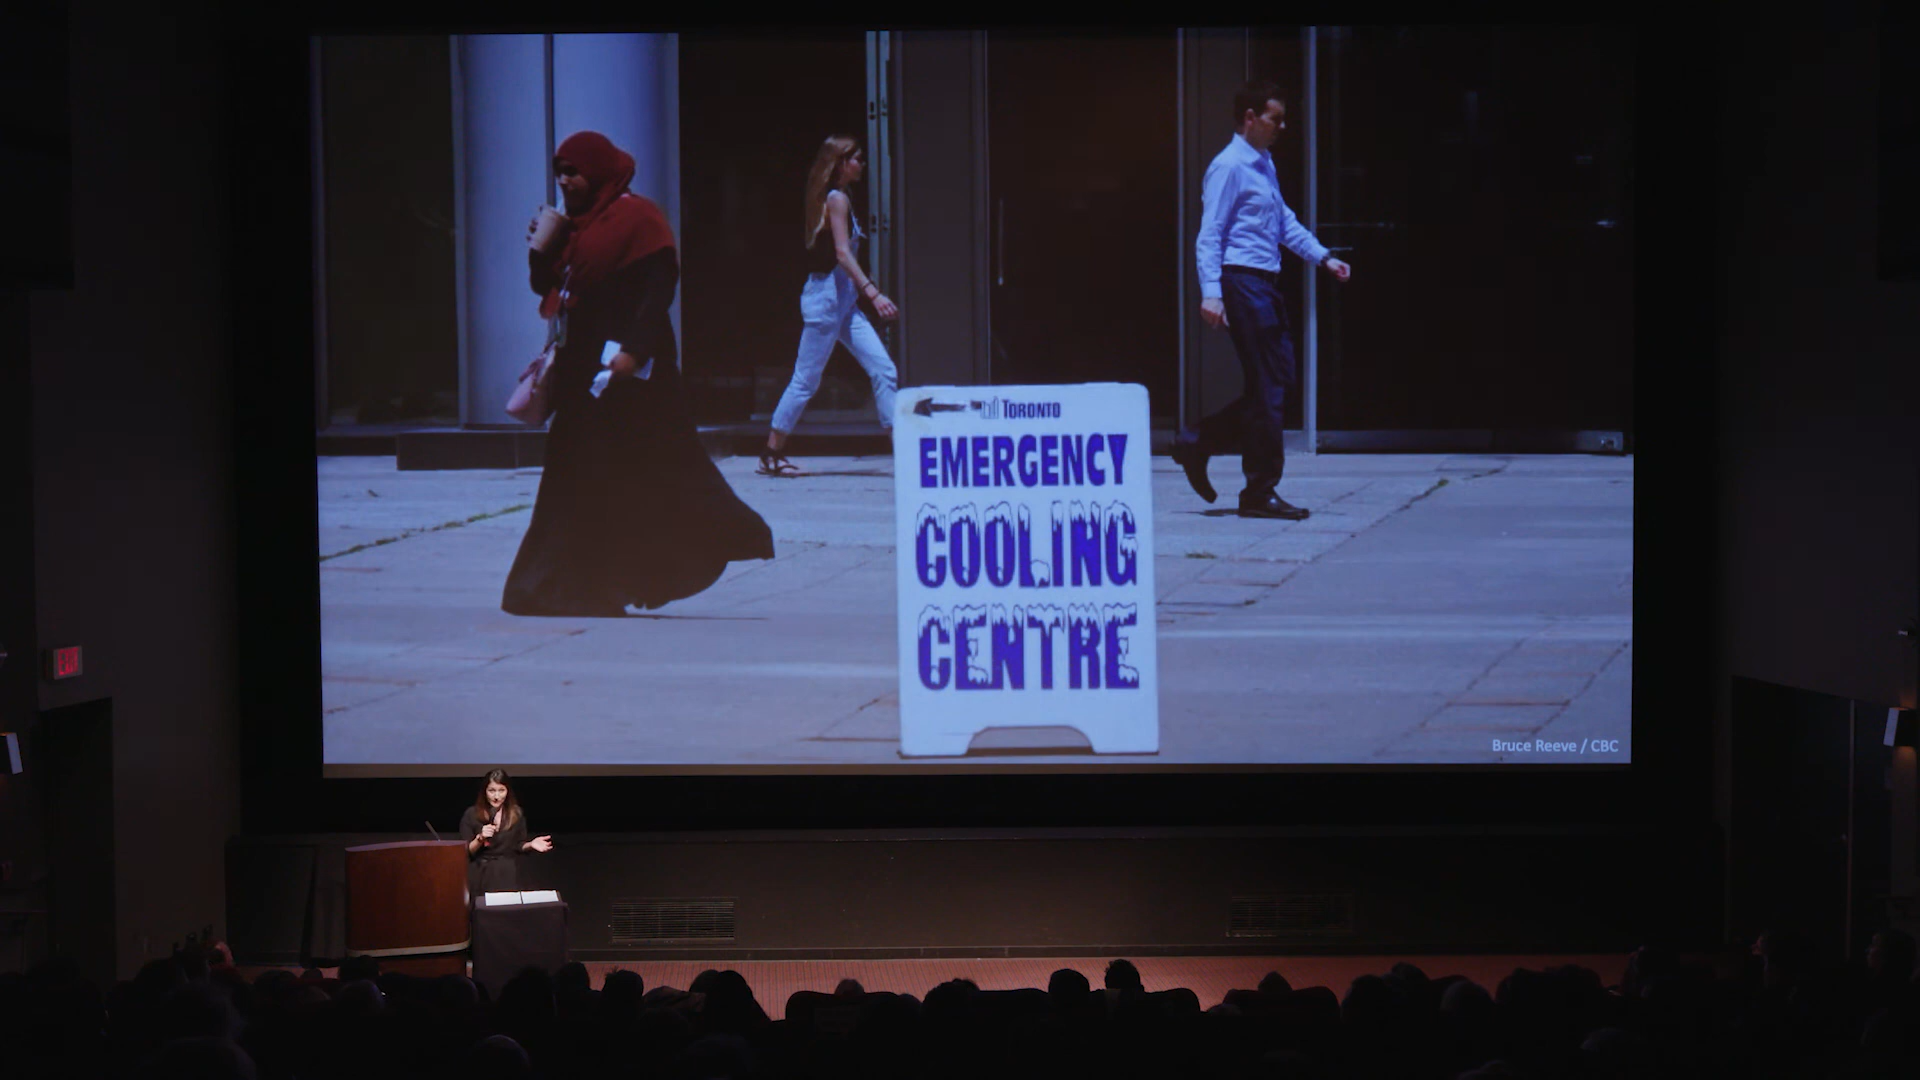 TORONTO
EMERGENCY
COOLING
CENTRE
Bruce Reeve / CBC
EXIT